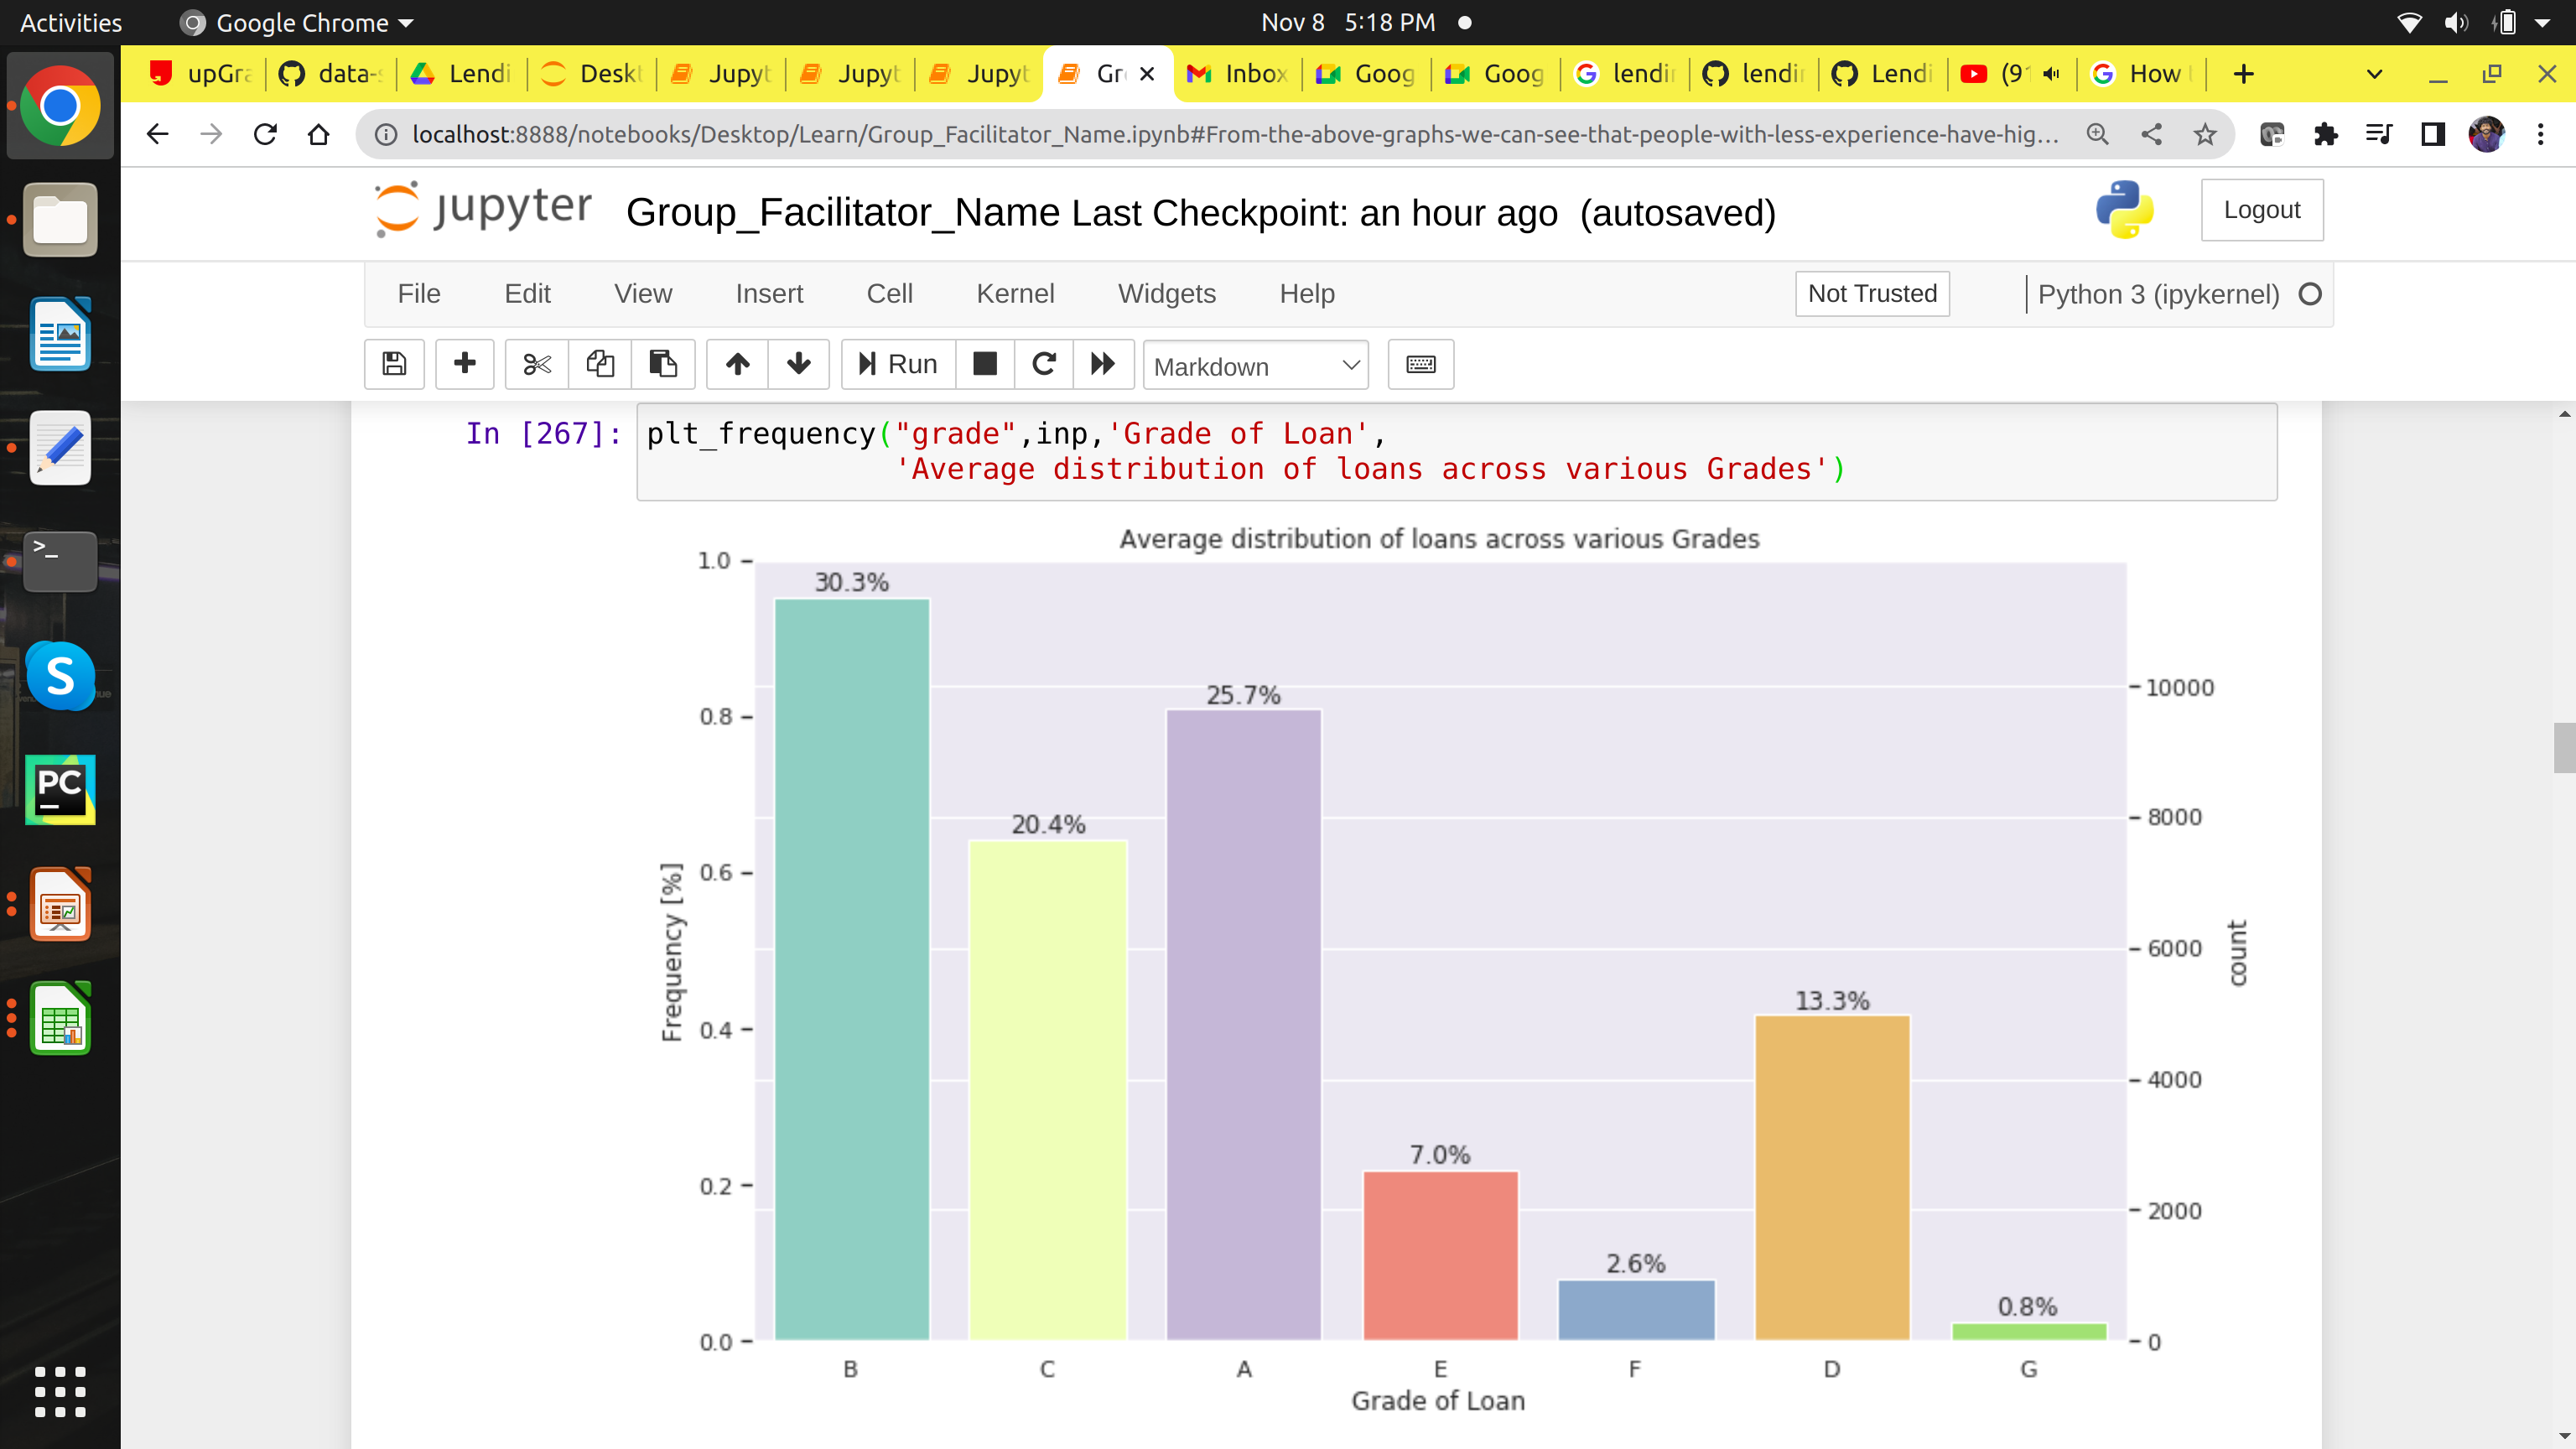 Activities
Google Chrome
Nov 8 5:18 PM
upGra
data-s
Lendi
Deskt
Jupyt
Jupyt
Jupyt
Gr
Inbox
Goog
Goog
lendin
lendin
Lendi
(91
How
localhost:8888/notebooks/Desktop/Learn/Group_Facilitator_Name.ipynb#From-the-above-graphs-we-can-see-that-people-with-less-experience-have-hig...
jupyter
Group_Facilitator_Name Last Checkpoint: an hour ago (autosaved)
Logout
File Edit View Insert Cell Kernel Widgets Help
Not Trusted
Python 3 (ipykernel)
Run
Markdown
In [267]: plt_frequency("grade",inp,'Grade of Loan',
'Average distribution of loans across various Grades')
Average distribution of loans across various Grades
1.0
0.8
0.6
0.4
0.2
0.0
Frequency [%]
30.3%
20.4%
25.7%
7.0%
2.6%
13.3%
0.8%
10000
8000
6000
4000
2000
0
count
B C A E F D G
Grade of Loan
S
PC
>_